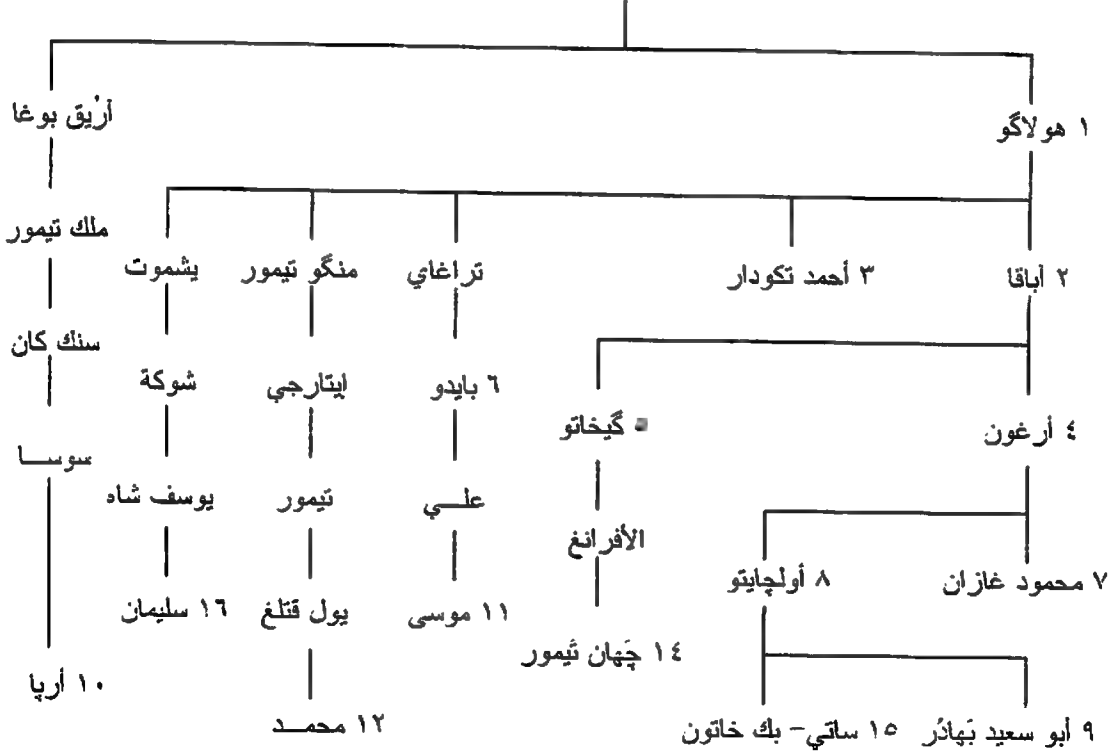 أرْيق بوغا
١ هولاگو
ملك تيمور
يشموت
منگو تيمور
تراغاي
٣ أحمد تكودار
٢ أباقا
سنك كان
شوكة
ايتارجي
٦ بايدو
گيخاتو
٤ أرغون
سوسا
يوسف شاه
تيمور
علي
الأفرانغ
٨ أولچايتو
٧ محمود غازان
١٦ سليمان
يول قتلغ
١١ موسى
١٤ چَهان تَيمور
١٠ أرپا
١٢ محمد
١٥ ساتي- بك خاتون
٩ أبو سعيد بَهادُر